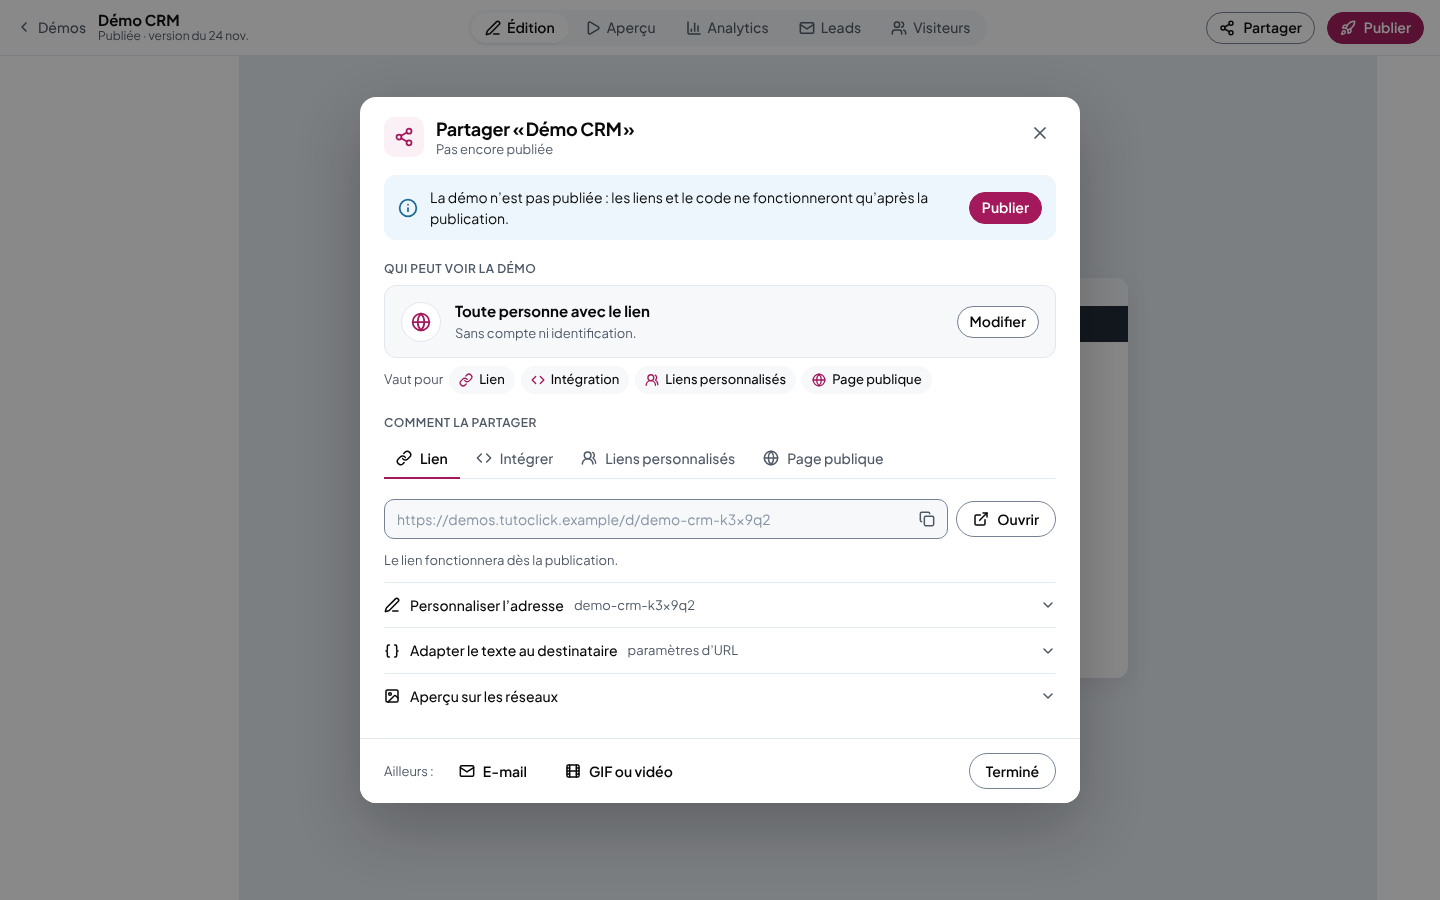 Démos
Démo CRM
Publiée · version du 24 nov.
Édition
Aperçu
Analytics
Leads
Visiteurs
Partager
Publier
Partager «Démo CRM»
Pas encore publiée
La démo n’est pas publiée : les liens et le code ne fonctionneront qu’après la
publication.
Publier
QUI PEUT VOIR LA DÉMO
Toute personne avec le lien
Sans compte ni identification.
Modifier
Vaut pour
Lien
Intégration
Liens personnalisés
Page publique
COMMENT LA PARTAGER
Lien
Intégrer
Liens personnalisés
Page publique
https://demos.tutoclick.example/d/demo-crm-k3x9q2
Ouvrir
Le lien fonctionnera dès la publication.
Personnaliser l’adresse demo-crm-k3x9q2
Adapter le texte au destinataire paramètres d’URL
Aperçu sur les réseaux
Ailleurs :
E-mail
GIF ou vidéo
Terminé